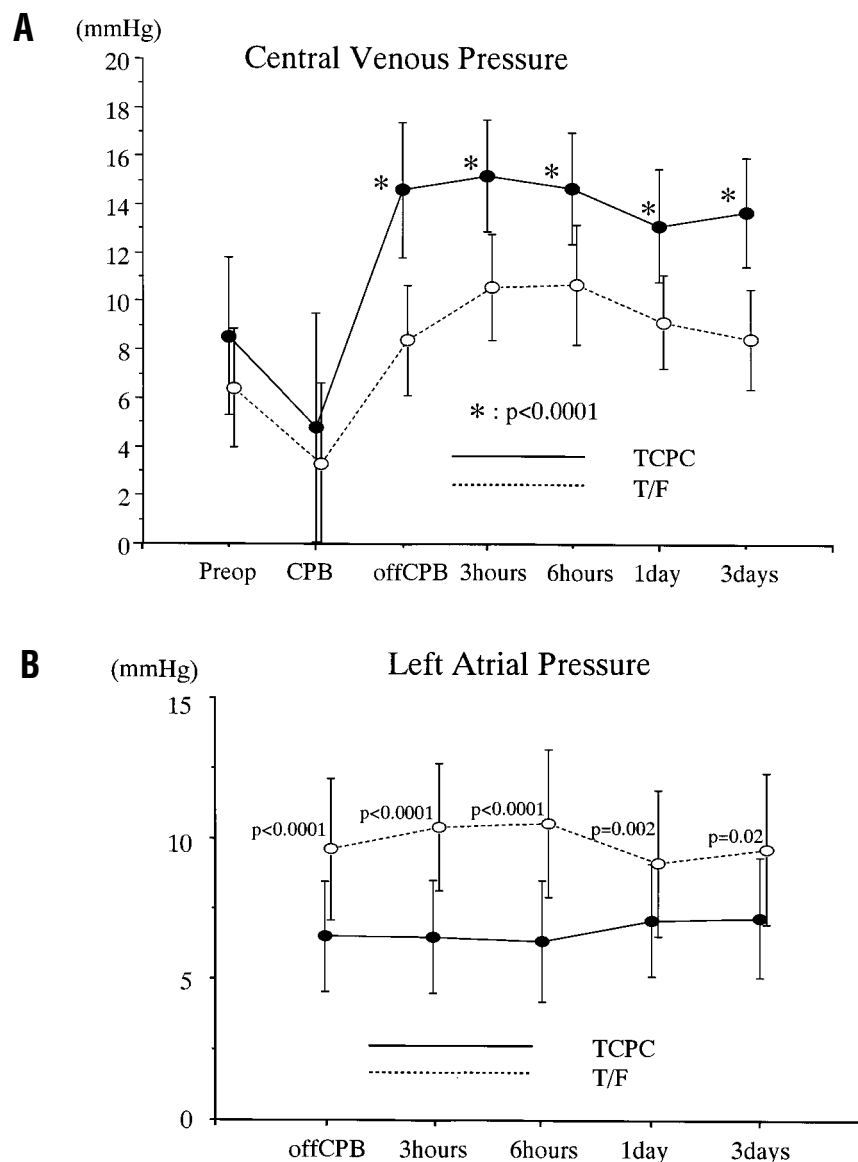 A
(mmHg)
Central Venous Pressure
20
18
16
14
12
10
8
6
4
2
0
*
*
*
*
*
* : p<0.0001
TCPC
T/F
Preop CPB offCPB 3hours 6hours 1day 3days
B
(mmHg)
Left Atrial Pressure
15
10
5
0
p<0.0001 p<0.0001 p<0.0001 p=0.002 p=0.02
TCPC
T/F
offCPB 3hours 6hours 1day 3days